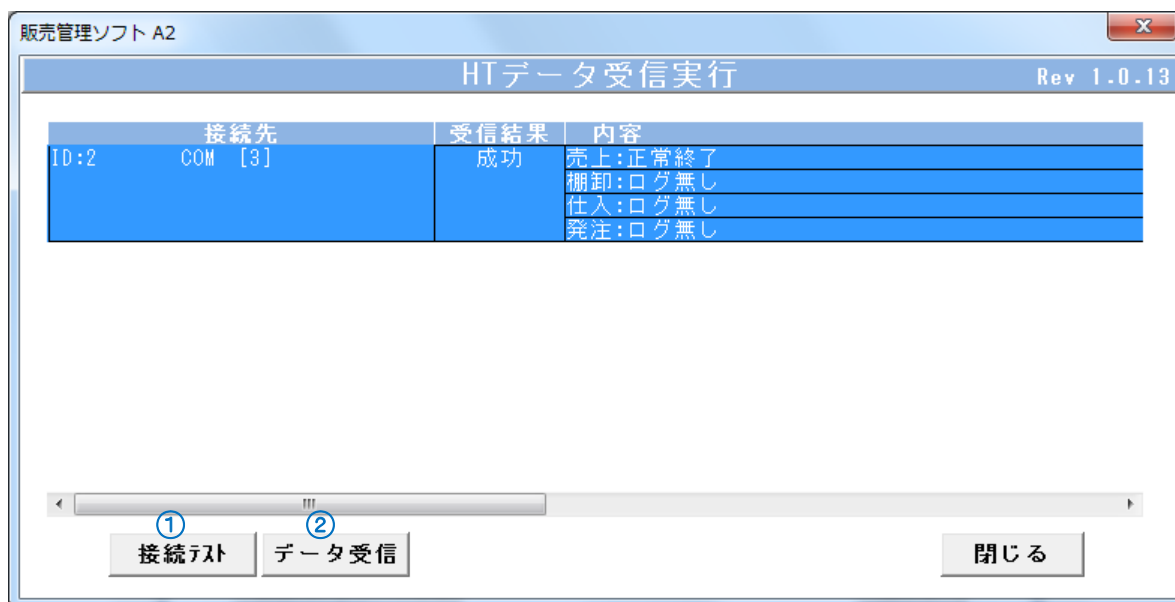 販売管理ソフト A2
HTデータ受信実行 Rev 1.0.13
接続先 受信結果 内容
ID:2 COM [3] 成功 売上:正常終了
棚卸:ログ無し
仕入:ログ無し
発注:ログ無し
① ②
接続ﾃｽﾄ データ受信 閉じる